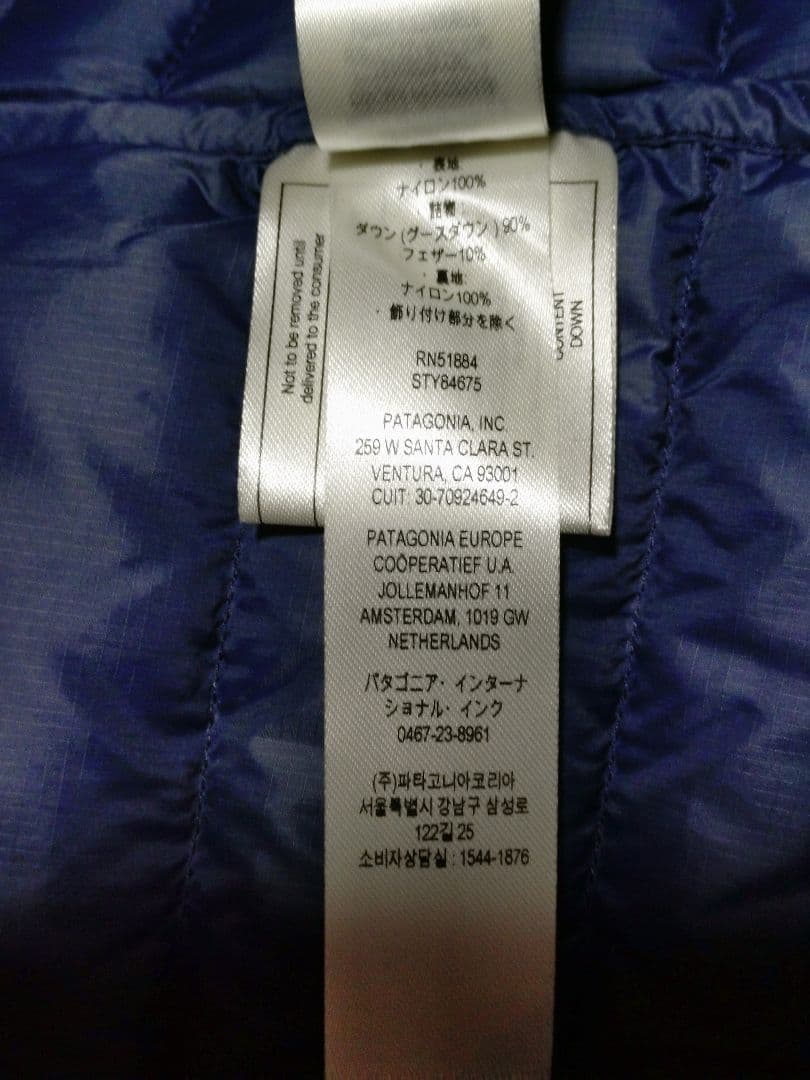 ・表地
ナイロン100%
詰物
ダウン(グースダウン)90%
フェザー10%
・裏地
ナイロン100%
・飾り付け部分を除く
RN51884
STY84675
PATAGONIA, INC.
259 W SANTA CLARA ST.
VENTURA, CA 93001
CUIT: 30-70924649-2
PATAGONIA EUROPE
COÖPERATIEF U.A.
JOLLEMANHOF 11
AMSTERDAM, 1019 GW
NETHERLANDS
パタゴニア・インターナ
ショナル・インク
0467-23-8961
(주)파타고니아코리아
서울특별시 강남구 삼성로
122길 25
소비자상담실 : 1544-1876
Not to be removed until
delivered to the consumer
CONTENT
DOWN